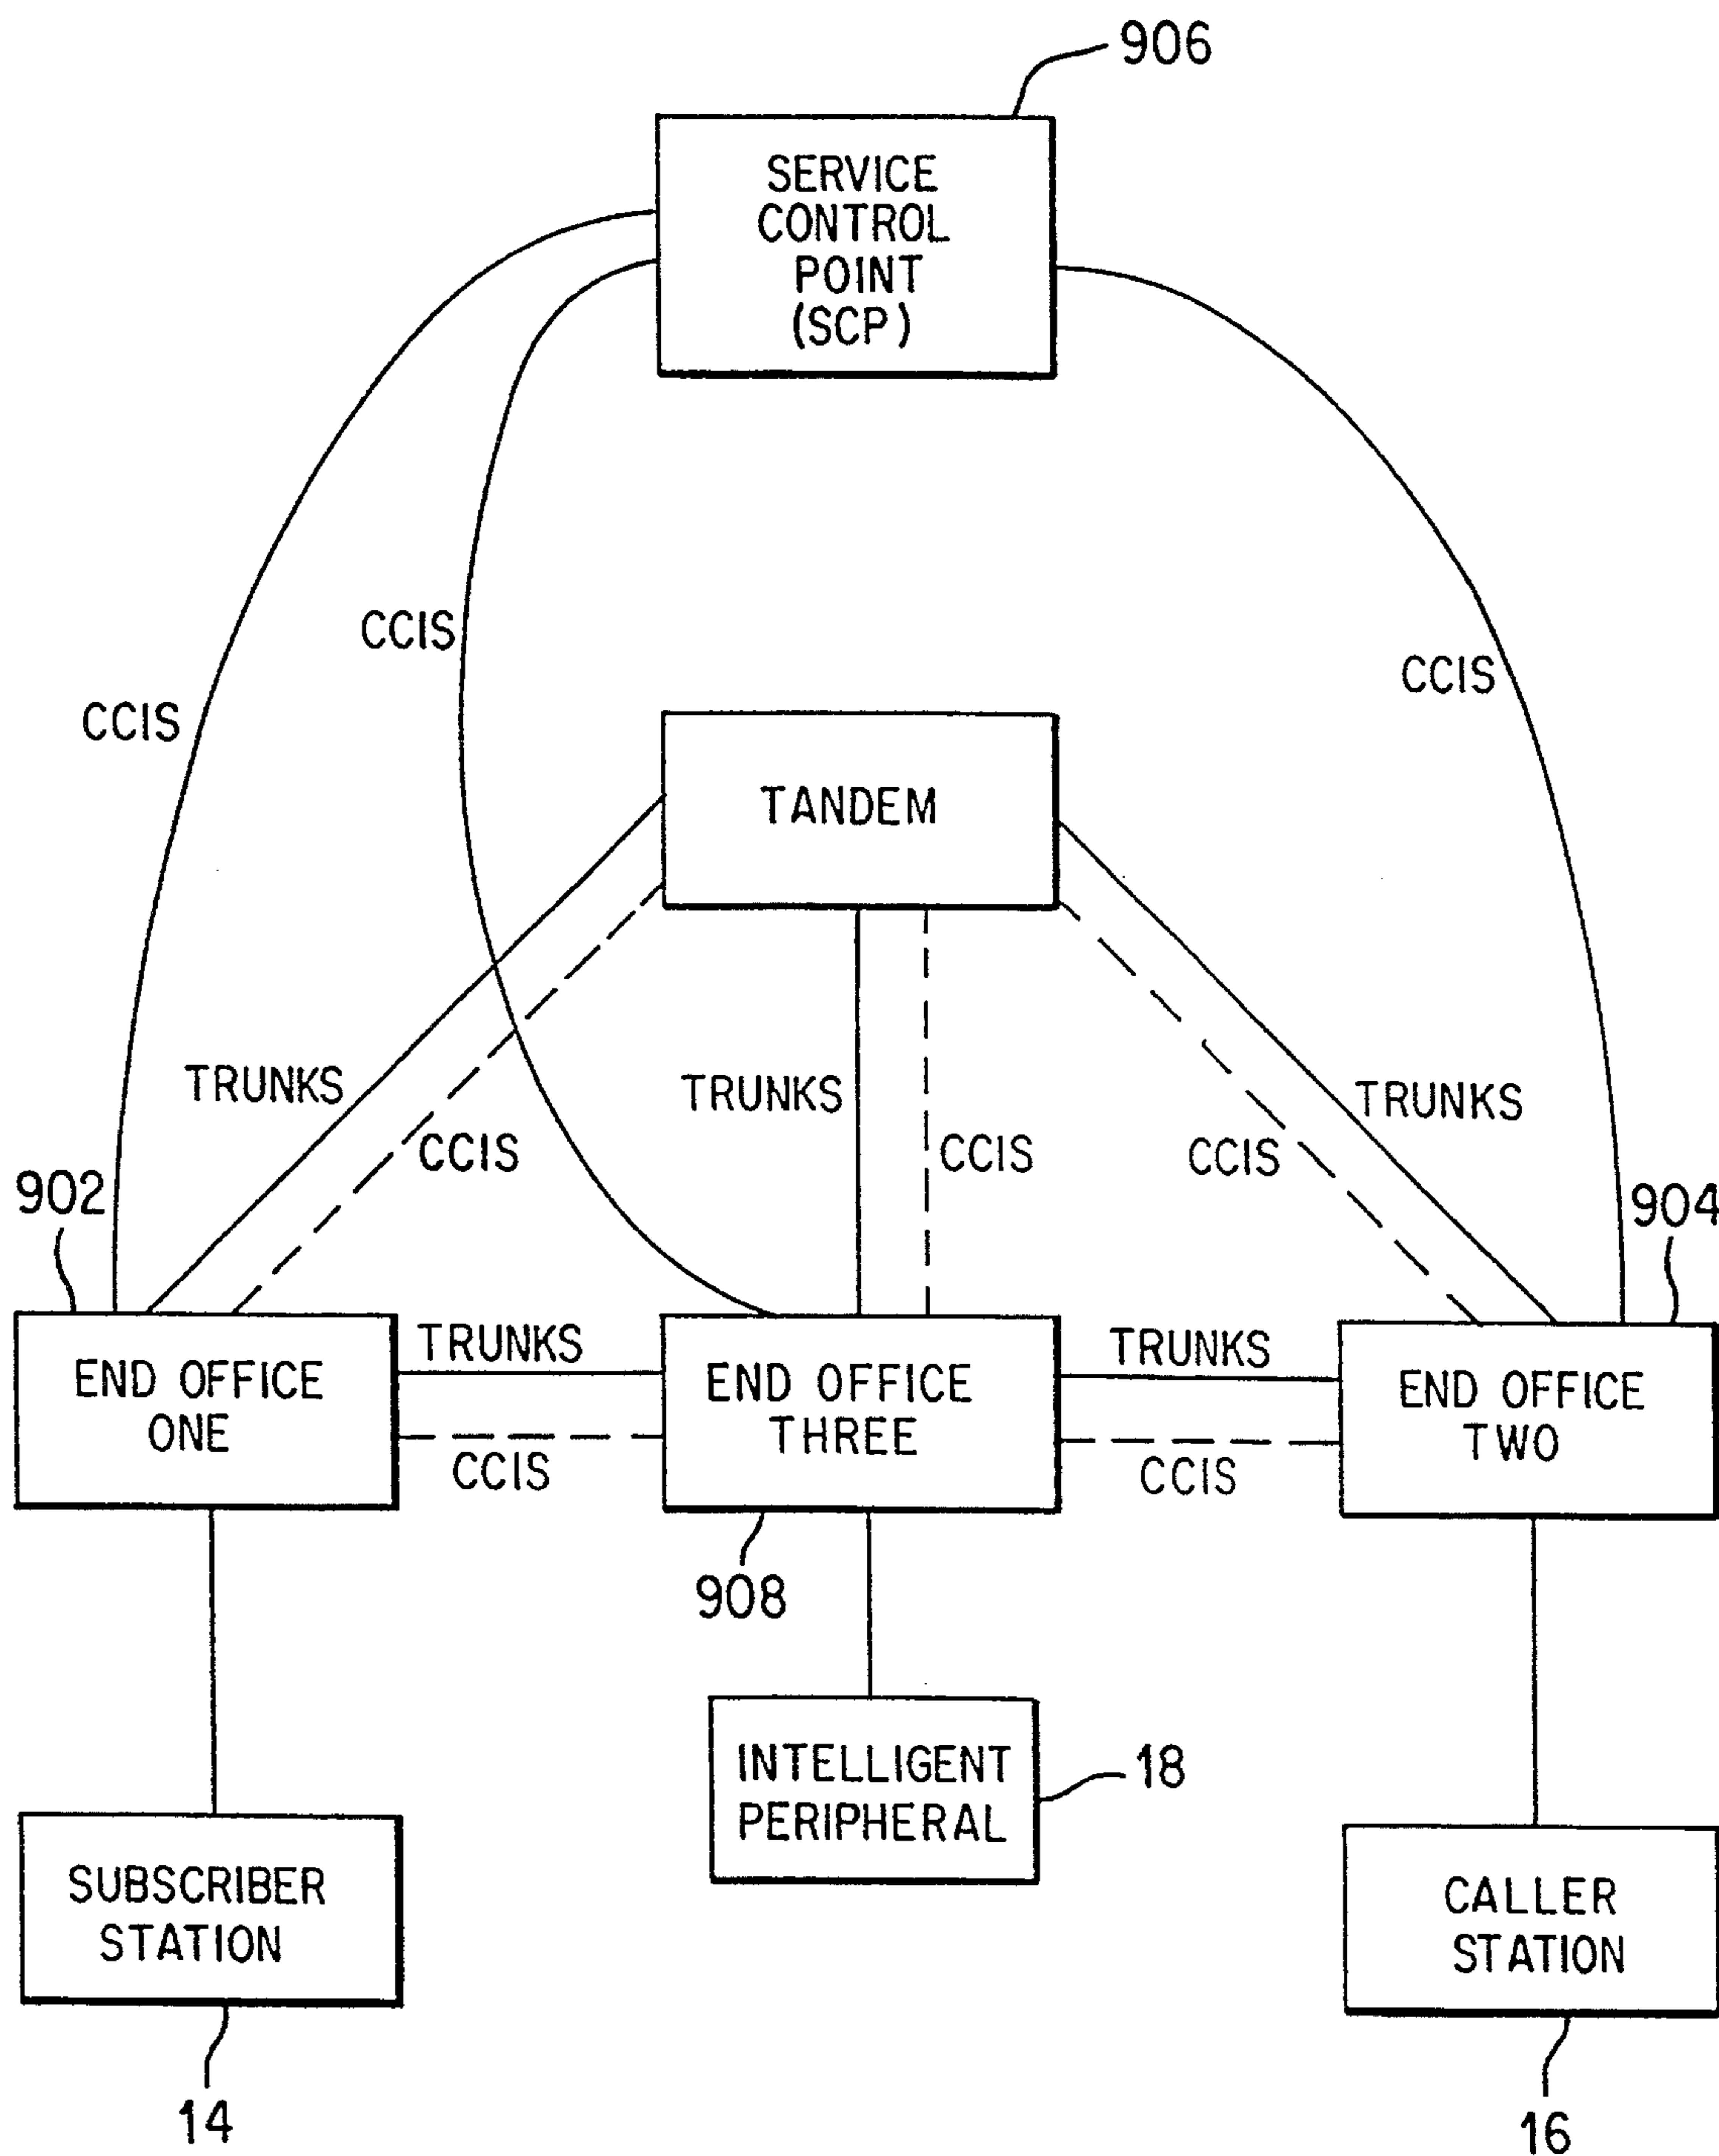 906
SERVICE
CONTROL
POINT
(SCP)
CCIS
CCIS
CCIS
TANDEM
TRUNKS
TRUNKS
TRUNKS
CCIS
CCIS
CCIS
902
904
END OFFICE
ONE
TRUNKS
CCIS
END OFFICE
THREE
TRUNKS
CCIS
END OFFICE
TWO
908
INTELLIGENT
PERIPHERAL
18
SUBSCRIBER
STATION
CALLER
STATION
14
16